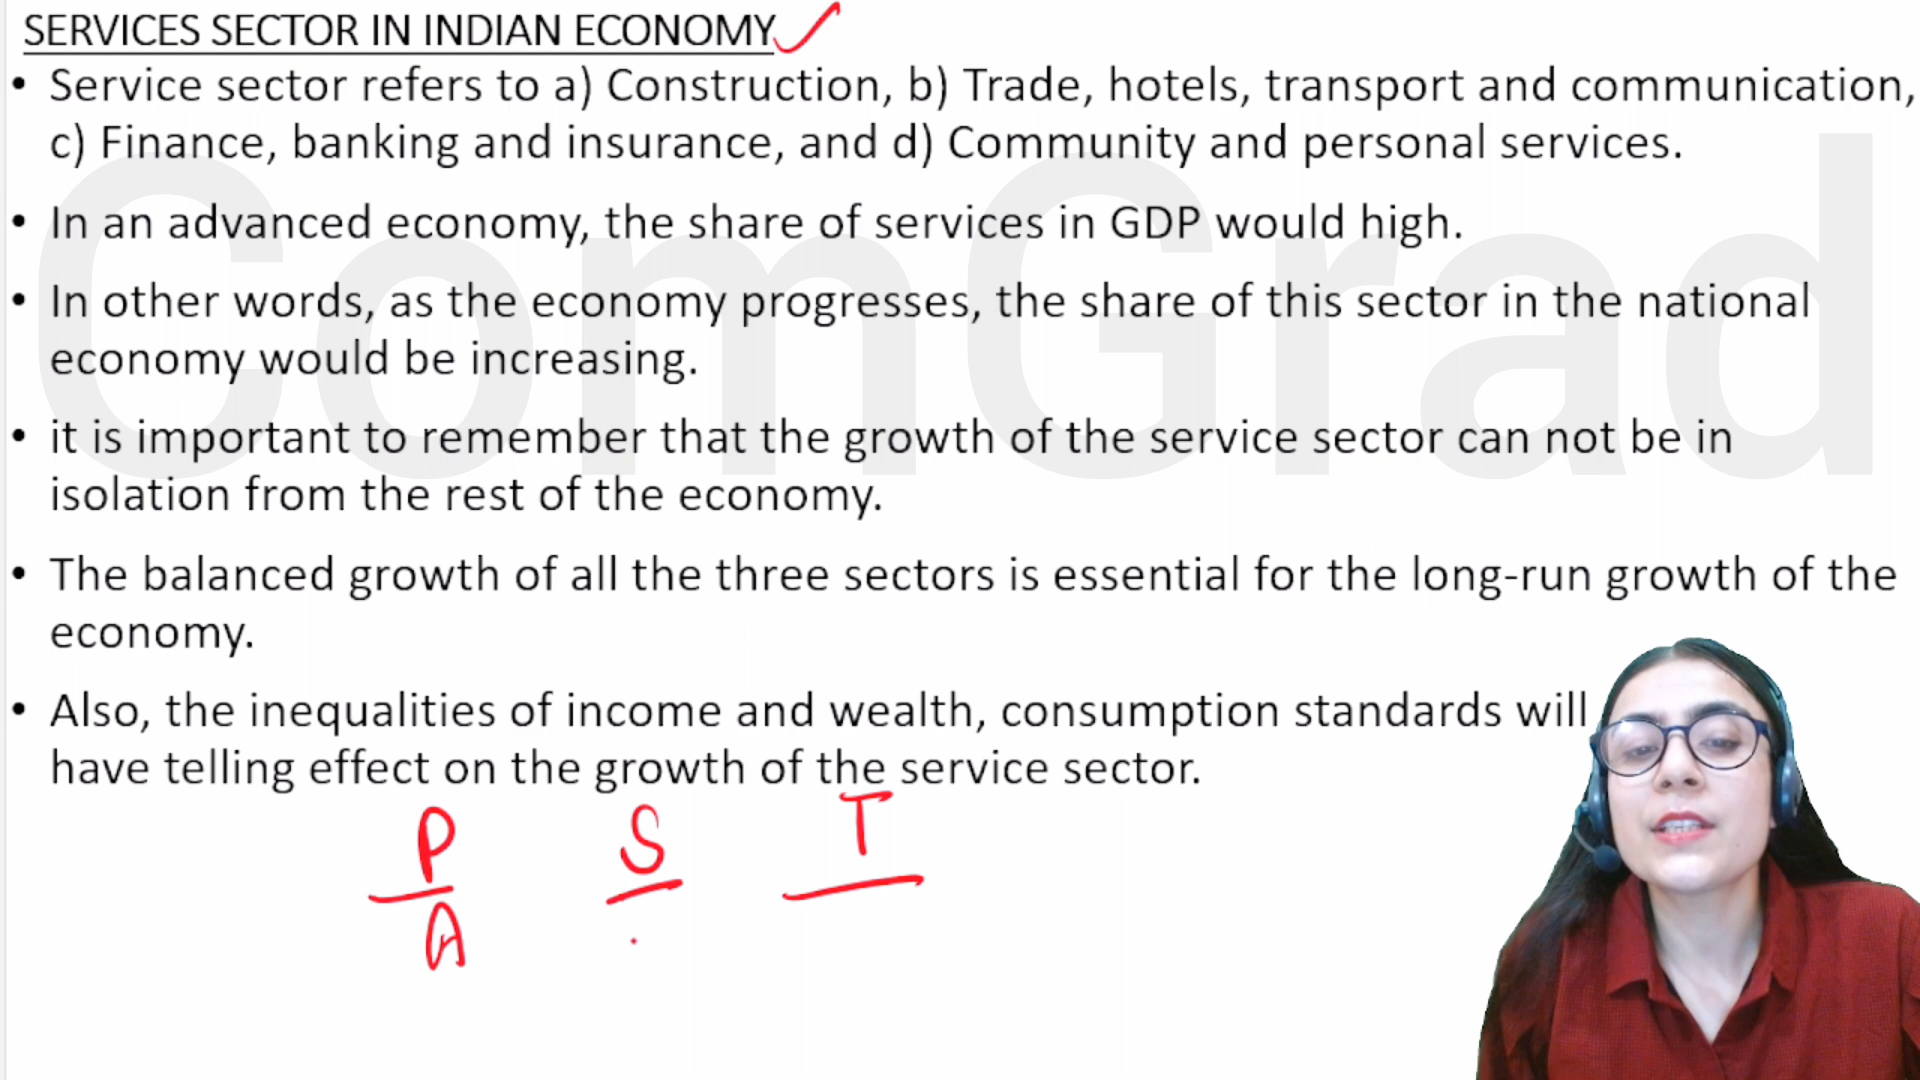 SERVICES SECTOR IN INDIAN ECONOMY
• Service sector refers to a) Construction, b) Trade, hotels, transport and communication,
c) Finance, banking and insurance, and d) Community and personal services.
• In an advanced economy, the share of services in GDP would high.
• In other words, as the economy progresses, the share of this sector in the national
economy would be increasing.
• it is important to remember that the growth of the service sector can not be in
isolation from the rest of the economy.
• The balanced growth of all the three sectors is essential for the long-run growth of the
economy.
• Also, the inequalities of income and wealth, consumption standards will
have telling effect on the growth of the service sector.
P S T
A
ComGrad